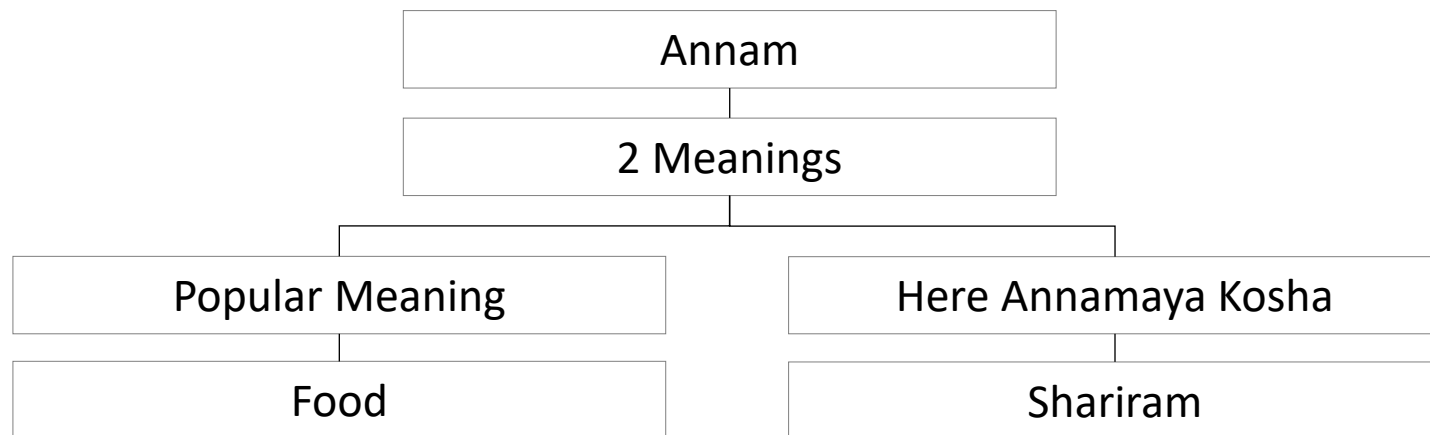 Annam
2 Meanings
Popular Meaning
Here Annamaya Kosha
Food
Shariram